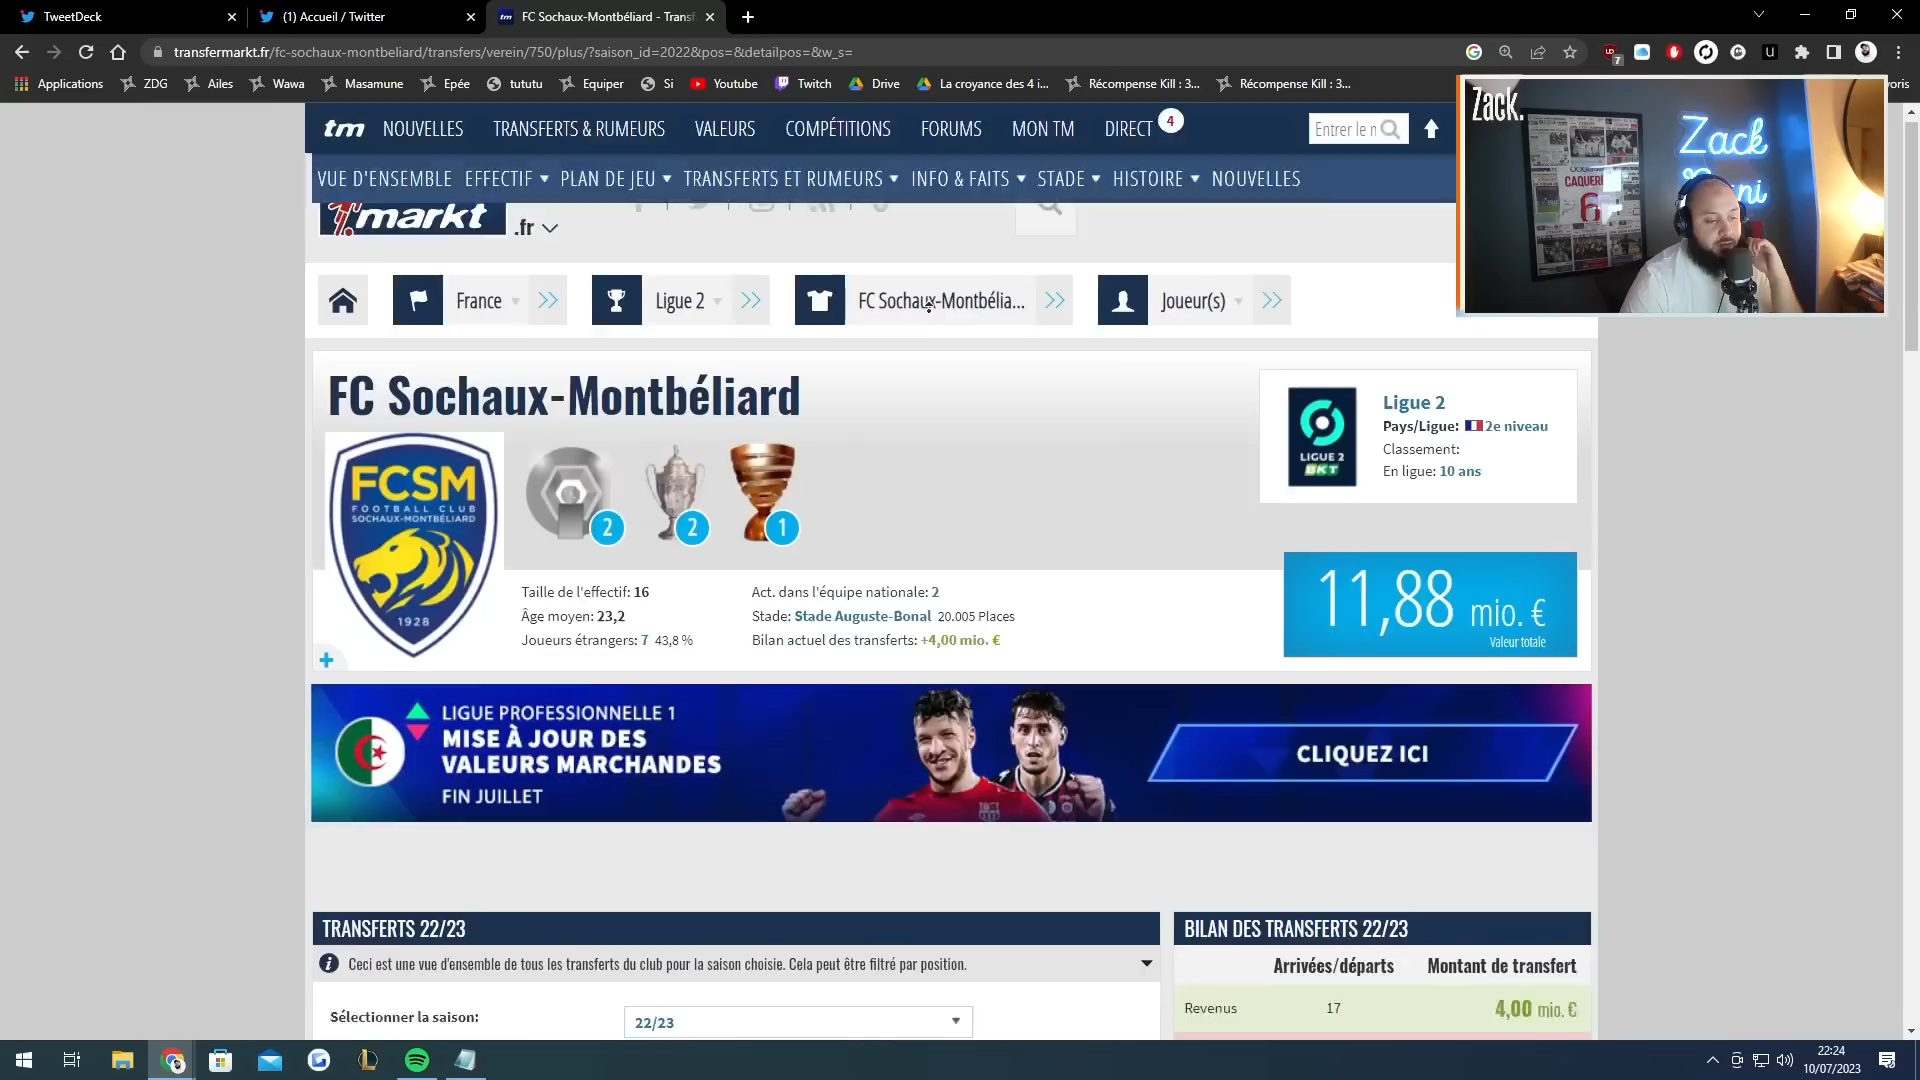 TweetDeck
(1) Accueil / Twitter
FC Sochaux-Montbéliard - Transf
transfermarkt.fr/fc-sochaux-montbeliard/transfers/verein/750/plus/?saison_id=2022&pos=&detailpos=&w_s=
7
Applications ZDG Ailes Wawa Masamune Epée tututu Equiper Si Youtube Twitch Drive La croyance des 4 i... Récompense Kill : 3... Récompense Kill : 3... voris
tm NOUVELLES TRANSFERTS & RUMEURS VALEURS COMPÉTITIONS FORUMS MON TM DIRECT 4
Entrer le n
VUE D'ENSEMBLE EFFECTIF PLAN DE JEU TRANSFERTS ET RUMEURS INFO & FAITS STADE HISTOIRE NOUVELLES
markt .fr
France
Ligue 2
FC Sochaux-Montbélia...
Joueur(s)
Zack.
Zack
ni
CAQUERET
6
FC Sochaux-Montbéliard
FCSM
FOOTBALL CLUB
SOCHAUX-MONTBÉLIARD
1928
2
2
1
LIGUE 2
BKT
Ligue 2
Pays/Ligue: 2e niveau
Classement:
En ligue: 10 ans
Taille de l'effectif: 16
Âge moyen: 23,2
Joueurs étrangers: 7 43,8 %
Act. dans l'équipe nationale: 2
Stade: Stade Auguste-Bonal 20.005 Places
Bilan actuel des transferts: +4,00 mio. €
11,88 mio. €
Valeur totale
LIGUE PROFESSIONNELLE 1
MISE À JOUR DES
VALEURS MARCHANDES
FIN JUILLET
CLIQUEZ ICI
TRANSFERTS 22/23
Ceci est une vue d'ensemble de tous les transferts du club pour la saison choisie. Cela peut être filtré par position.
Sélectionner la saison:
22/23
BILAN DES TRANSFERTS 22/23
Arrivées/départs Montant de transfert
Revenus 17 4,00 mio. €
22:24
10/07/2023